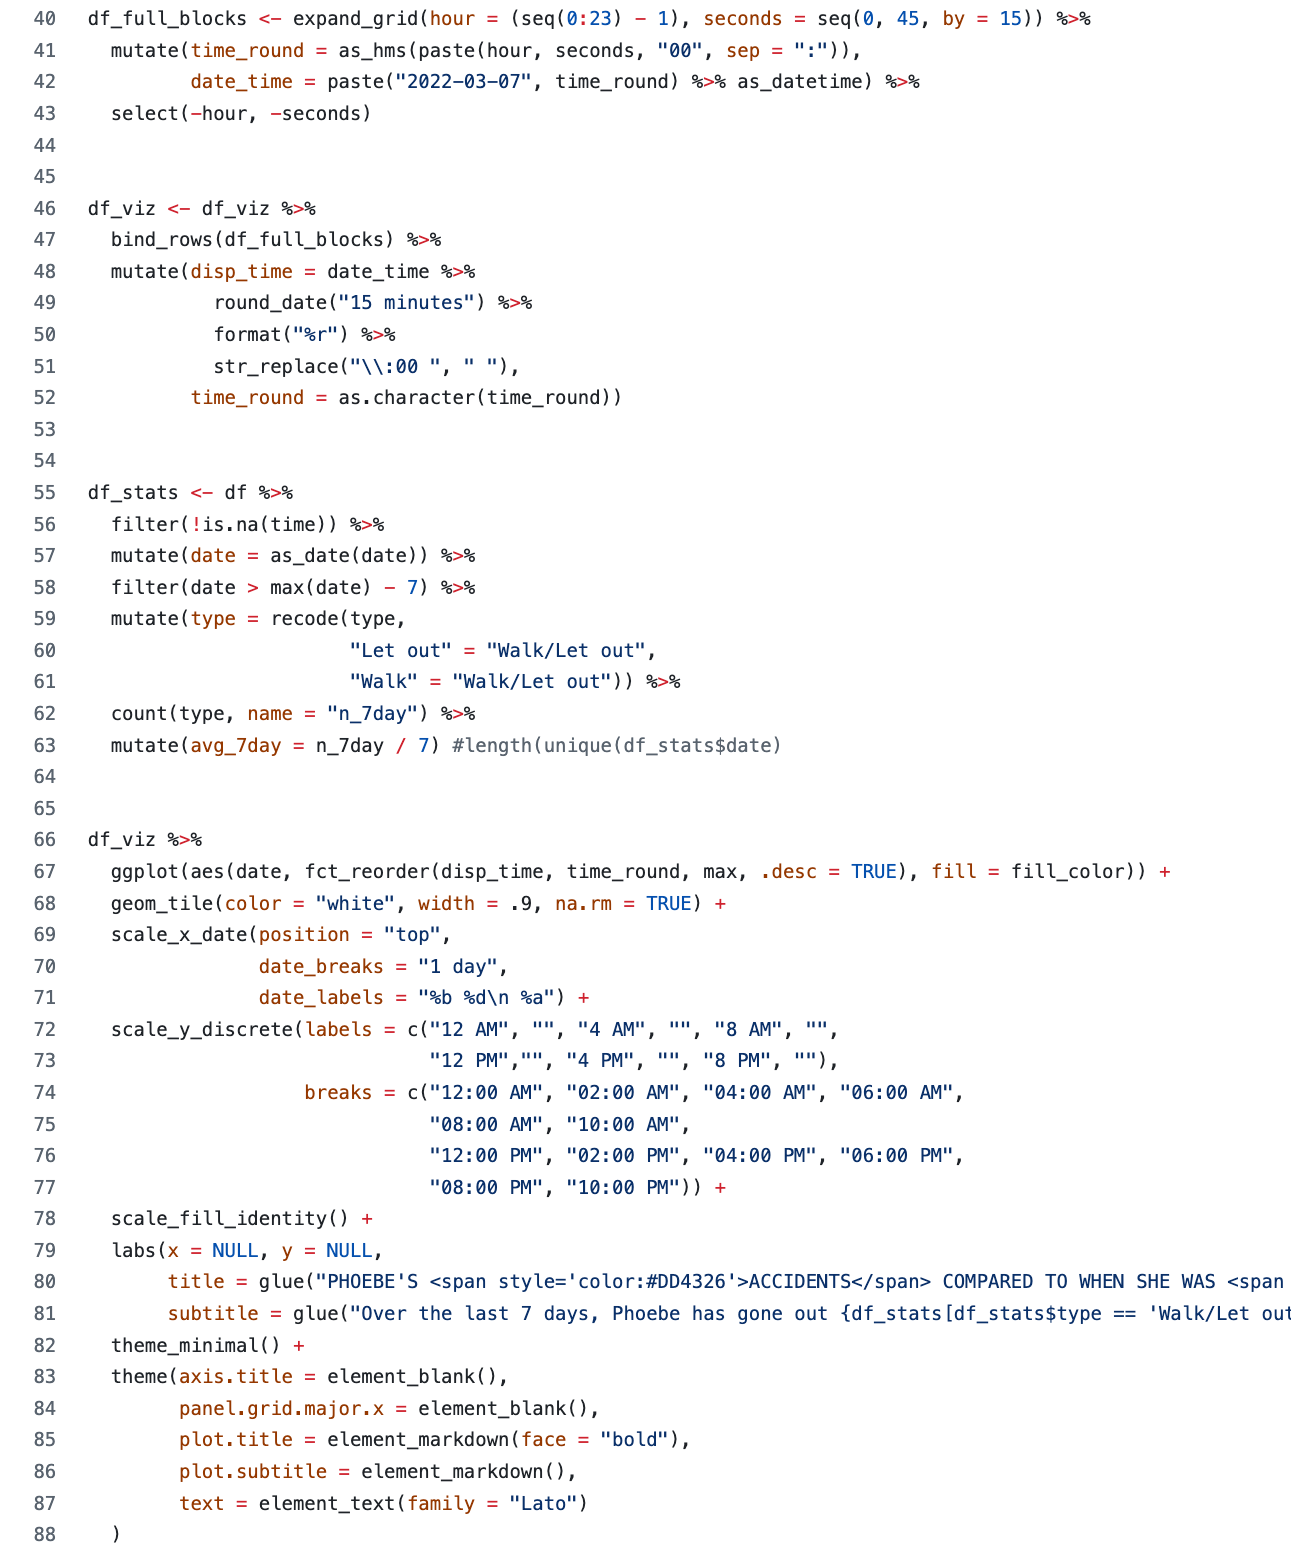 40 df_full_blocks <- expand_grid(hour = (seq(0:23) - 1), seconds = seq(0, 45, by = 15)) %>%
41   mutate(time_round = as_hms(paste(hour, seconds, "00", sep = ":")),
42          date_time = paste("2022-03-07", time_round) %>% as_datetime) %>%
43   select(-hour, -seconds)
44
45
46 df_viz <- df_viz %>%
47   bind_rows(df_full_blocks) %>%
48   mutate(disp_time = date_time %>%
49            round_date("15 minutes") %>%
50            format("%r") %>%
51            str_replace("\\:00 ", " "),
52          time_round = as.character(time_round))
53
54
55 df_stats <- df %>%
56   filter(!is.na(time)) %>%
57   mutate(date = as_date(date)) %>%
58   filter(date > max(date) - 7) %>%
59   mutate(type = recode(type,
60                        "Let out" = "Walk/Let out",
61                        "Walk" = "Walk/Let out")) %>%
62   count(type, name = "n_7day") %>%
63   mutate(avg_7day = n_7day / 7) #length(unique(df_stats$date)
64
65
66 df_viz %>%
67   ggplot(aes(date, fct_reorder(disp_time, time_round, max, .desc = TRUE), fill = fill_color)) +
68   geom_tile(color = "white", width = .9, na.rm = TRUE) +
69   scale_x_date(position = "top",
70                date_breaks = "1 day",
71                date_labels = "%b %d\n %a") +
72   scale_y_discrete(labels = c("12 AM", "", "4 AM", "", "8 AM", "",
73                               "12 PM","", "4 PM", "", "8 PM", ""),
74                    breaks = c("12:00 AM", "02:00 AM", "04:00 AM", "06:00 AM",
75                               "08:00 AM", "10:00 AM",
76                               "12:00 PM", "02:00 PM", "04:00 PM", "06:00 PM",
77                               "08:00 PM", "10:00 PM")) +
78   scale_fill_identity() +
79   labs(x = NULL, y = NULL,
80        title = glue("PHOEBE'S <span style='color:#DD4326'>ACCIDENTS</span> COMPARED TO WHEN SHE WAS <span
81        subtitle = glue("Over the last 7 days, Phoebe has gone out {df_stats[df_stats$type == 'Walk/Let out
82   theme_minimal() +
83   theme(axis.title = element_blank(),
84         panel.grid.major.x = element_blank(),
85         plot.title = element_markdown(face = "bold"),
86         plot.subtitle = element_markdown(),
87         text = element_text(family = "Lato")
88   )